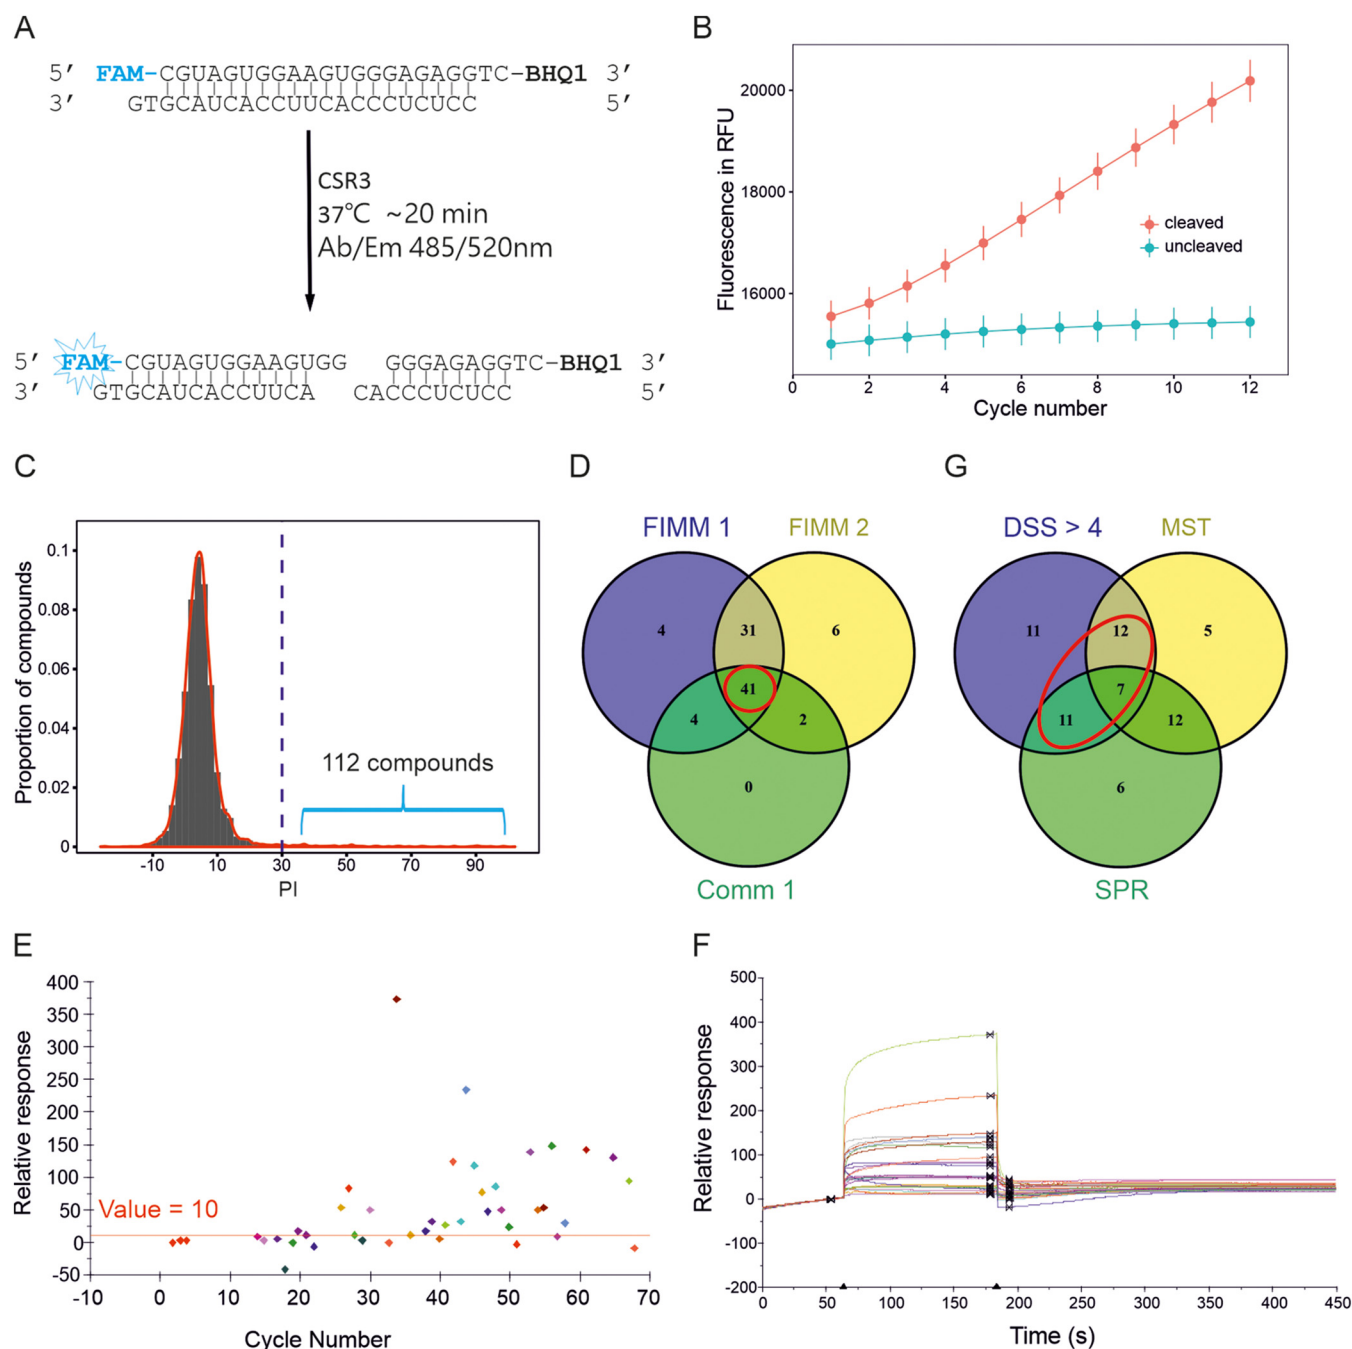 A
5′ FAM-CGUAGUGGAAGUGGGAGAGGTC-BHQ1 3′
3′ GTGCAUCACCUUCACCCUCUCC 5′
CSR3
37℃ ~20 min
Ab/Em 485/520nm
5′ FAM-CGUAGUGGAAGUGG GGGAGAGGTC-BHQ1 3′
3′ GTGCAUCACCUUCA CACCCUCUCC 5′
B
Fluorescence in RFU
20000
18000
16000
cleaved
uncleaved
0 2 4 6 8 10 12
Cycle number
C
Proportion of compounds
0.1
0.08
0.06
0.04
0.02
0
112 compounds
-10 10 30 50 70 90
PI
D
FIMM 1 FIMM 2
4 31 6
41
4 2
0
Comm 1
G
DSS > 4 MST
11 12 5
7
11 12
6
SPR
E
Relative response
400
350
300
250
200
150
100
50
0
-50
Value = 10
-10 0 10 20 30 40 50 60 70
Cycle Number
F
Relative response
500
400
300
200
100
0
-100
-200
0 50 100 150 200 250 300 350 400 450
Time (s)